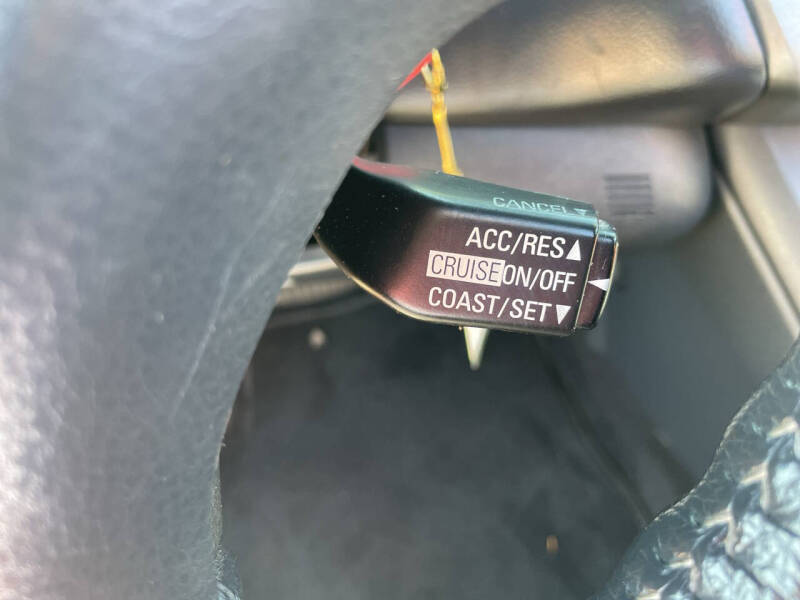 CANCEL▼
ACC/RES▲
CRUISE ON/OFF ◀
COAST/SET▼